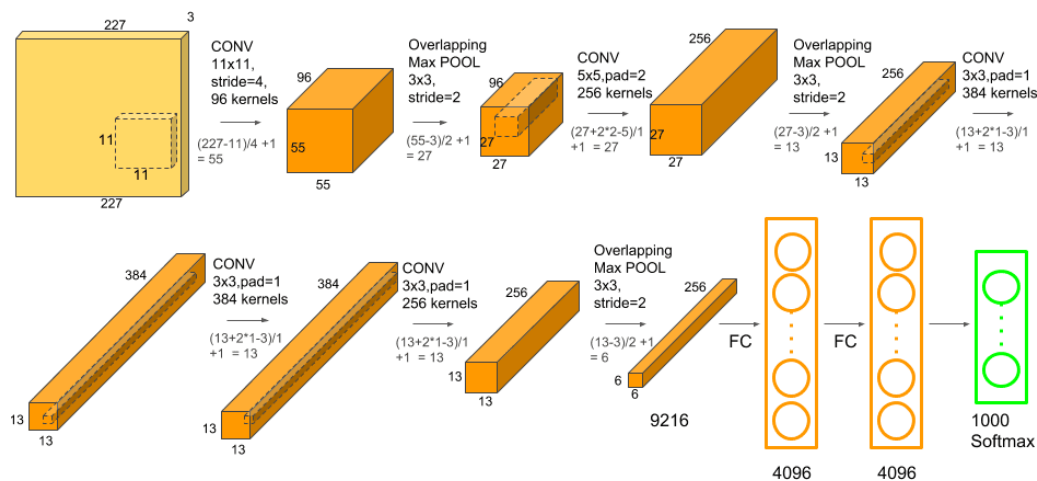 227
3
11
11
227
CONV
11x11,
stride=4,
96 kernels
(227-11)/4 +1
= 55
96
55
55
Overlapping
Max POOL
3x3,
stride=2
(55-3)/2 +1
= 27
96
27
27
CONV
5x5,pad=2
256 kernels
(27+2*2-5)/1
+1 = 27
256
27
27
Overlapping
Max POOL
3x3,
stride=2
(27-3)/2 +1
= 13
256
13
13
CONV
3x3,pad=1
384 kernels
(13+2*1-3)/1
+1 = 13
384
13
13
CONV
3x3,pad=1
384 kernels
(13+2*1-3)/1
+1 = 13
384
13
13
CONV
3x3,pad=1
256 kernels
(13+2*1-3)/1
+1 = 13
256
13
13
Overlapping
Max POOL
3x3,
stride=2
(13-3)/2 +1
= 6
256
6
6
9216
FC
4096
FC
4096
1000
Softmax